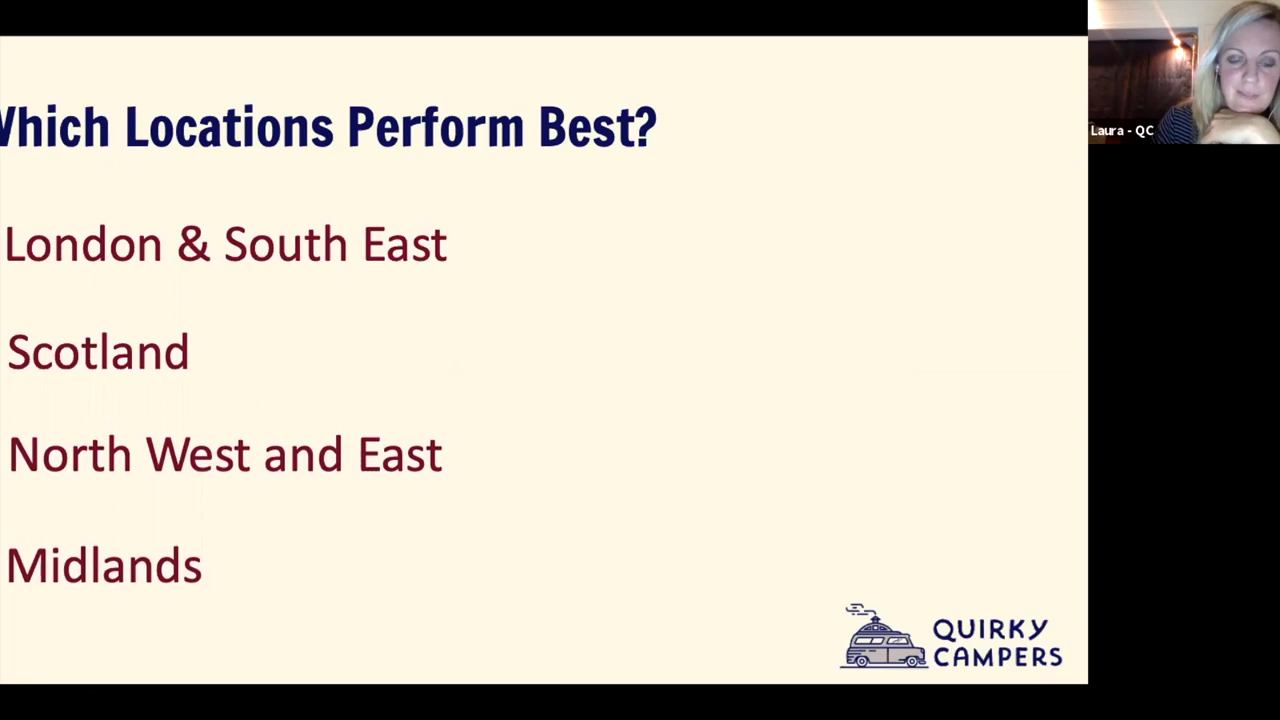 Which Locations Perform Best?
London & South East
Scotland
North West and East
Midlands
QUIRKY
CAMPERS
Laura - QC